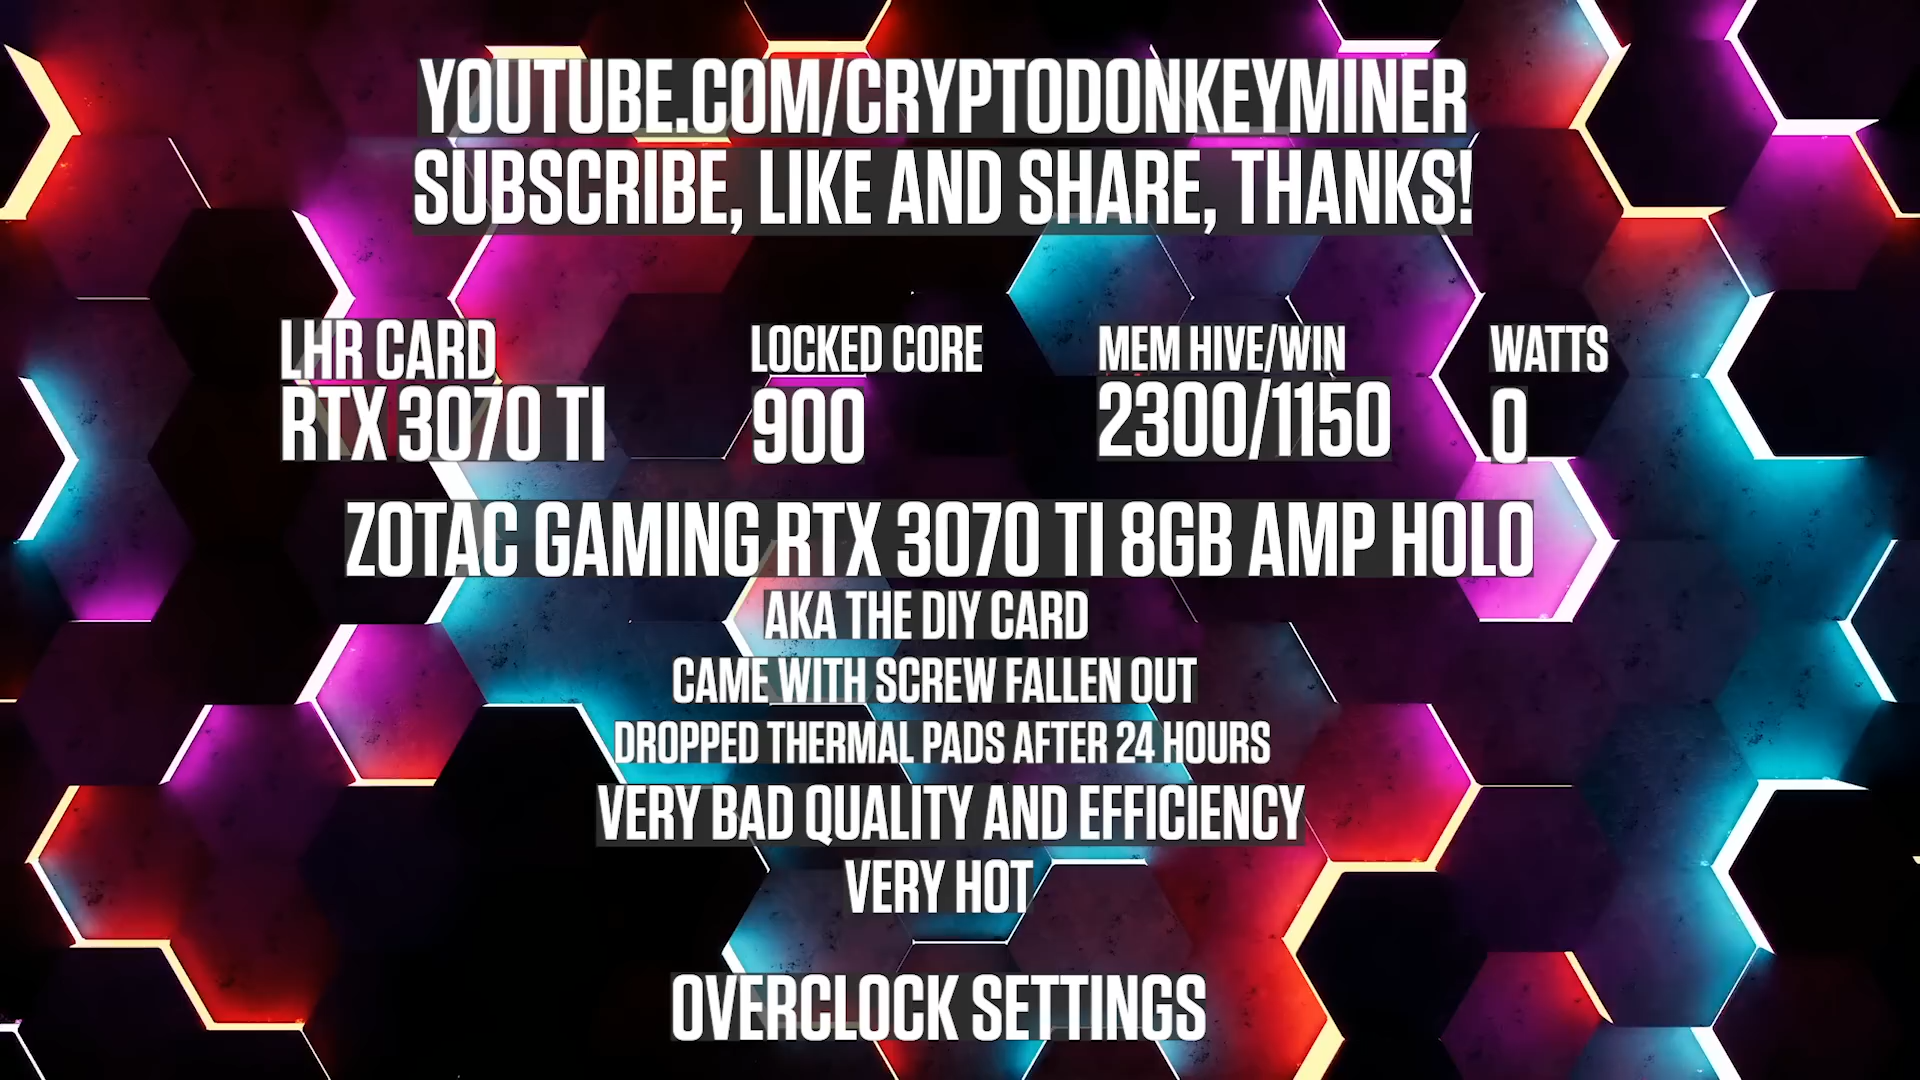 YOUTUBE.COM/CRYPTODONKEYMINER
SUBSCRIBE, LIKE AND SHARE, THANKS!
LHR CARD LOCKED CORE MEM HIVE/WIN WATTS
RTX 3070 TI 900 2300/1150 0
ZOTAC GAMING RTX 3070 TI 8GB AMP HOLO
AKA THE DIY CARD
CAME WITH SCREW FALLEN OUT
DROPPED THERMAL PADS AFTER 24 HOURS
VERY BAD QUALITY AND EFFICIENCY
VERY HOT
OVERCLOCK SETTINGS